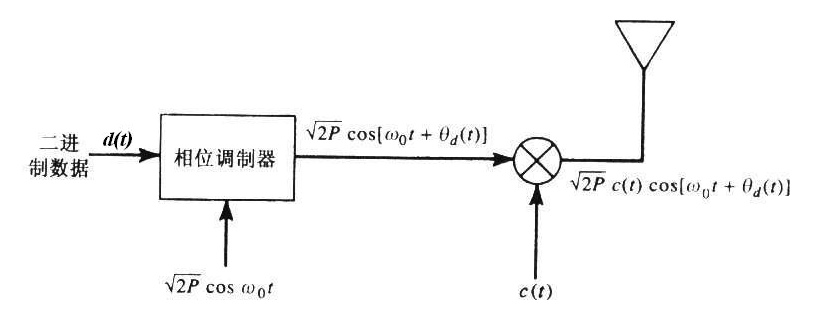 二进
制数据
d(t)
相位调制器
√2P cos[ω₀t + θ_d(t)]
√2P c(t) cos[ω₀t + θ_d(t)]
√2P cos ω₀t
c(t)